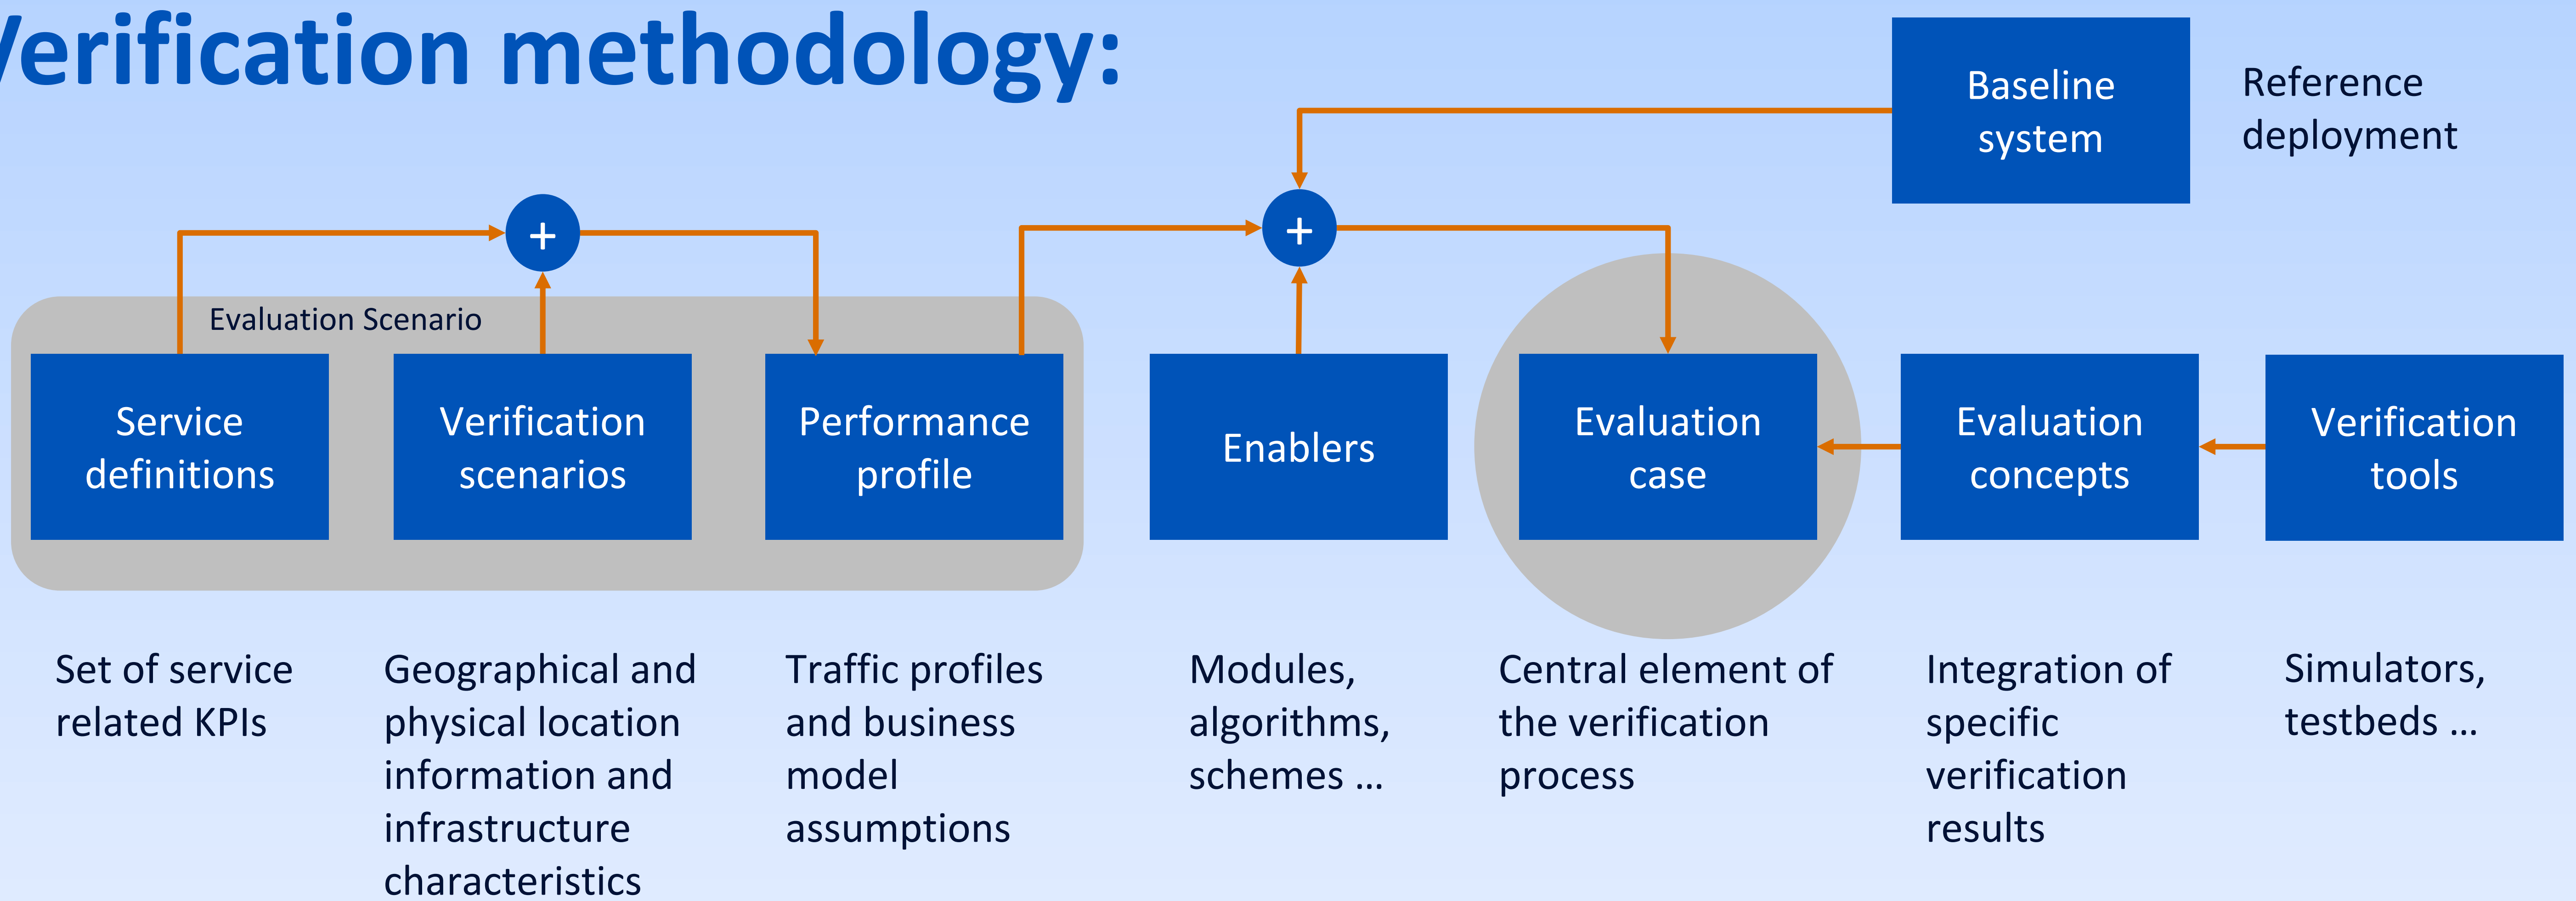 Verification methodology:
Baseline
system
Reference
deployment
+
+
Evaluation Scenario
Service
definitions
Verification
scenarios
Performance
profile
Enablers
Evaluation
case
Evaluation
concepts
Verification
tools
Set of service
related KPIs
Geographical and
physical location
information and
infrastructure
characteristics
Traffic profiles
and business
model
assumptions
Modules,
algorithms,
schemes ...
Central element of
the verification
process
Integration of
specific
verification
results
Simulators,
testbeds ...